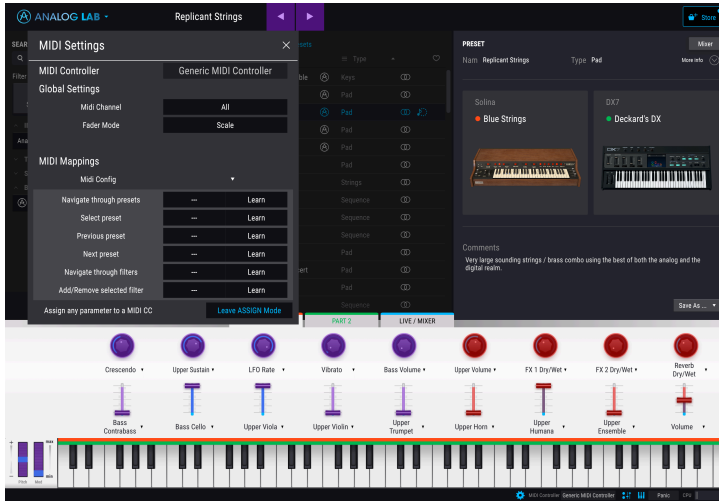 ANALOG LAB
Replicant Strings
Store
MIDI Settings
MIDI Controller
Generic MIDI Controller
Global Settings
Midi Channel
All
Fader Mode
Scale
MIDI Mappings
Midi Config
Navigate through presets
---
Learn
Select preset
---
Learn
Previous preset
---
Learn
Next preset
---
Learn
Navigate through filters
---
Learn
Add/Remove selected filter
---
Learn
Assign any parameter to a MIDI CC
Leave ASSIGN Mode
SEAR
Filter
Ana
Type
Keys
Pad
Pad
Pad
Pad
Pad
Strings
Sequence
Sequence
Sequence
Pad
Pad
Pad
Sequence
PRESET
Mixer
Nam Replicant Strings
Type Pad
More info
Solina
Blue Strings
DX7
Deckard's DX
Comments
Very large sounding strings / brass combo using the best of both the analog and the
digital realm.
Save As ...
PART 2
LIVE / MIXER
Crescendo
Upper Sustain
LFO Rate
Vibrato
Bass Volume
Upper Volume
FX 1 Dry/Wet
FX 2 Dry/Wet
Reverb
Dry/Wet
Bass
Contrabass
Bass Cello
Upper Viola
Upper Violin
Upper
Trumpet
Upper Horn
Upper
Humana
Upper
Ensemble
Volume
max
min
Pitch
Mod
MIDI Controller Generic MIDI Controller
Panic
CPU